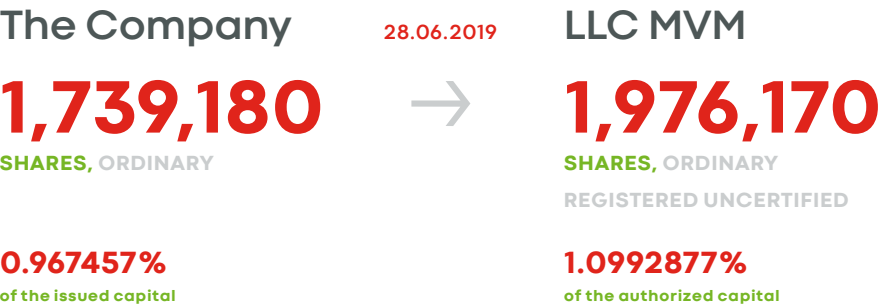 The Company
28.06.2019
LLC MVM
1,739,180
1,976,170
SHARES, ORDINARY
SHARES, ORDINARY
REGISTERED UNCERTIFIED
0.967457%
1.0992877%
of the issued capital
of the authorized capital